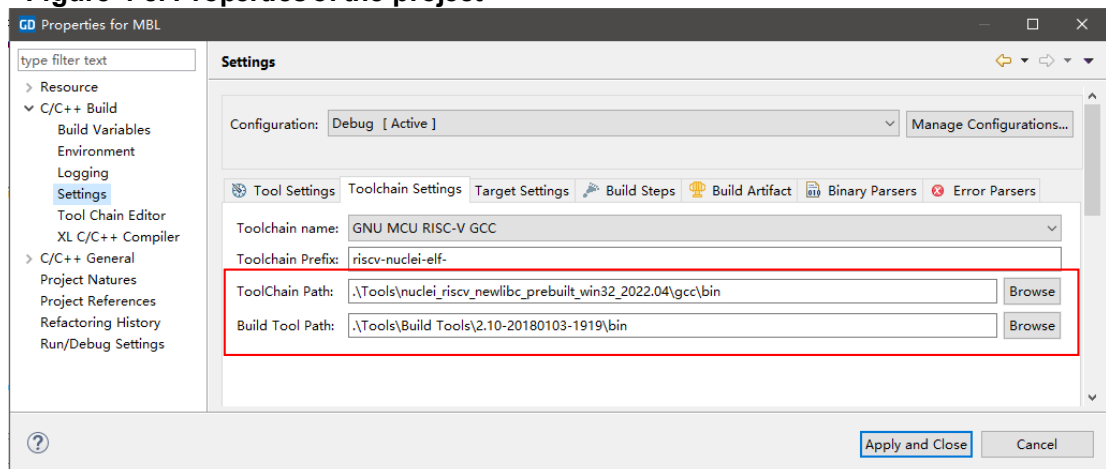 GD Properties for MBL
type filter text
Resource
C/C++ Build
Build Variables
Environment
Logging
Settings
Tool Chain Editor
XL C/C++ Compiler
C/C++ General
Project Natures
Project References
Refactoring History
Run/Debug Settings
Settings
Configuration: Debug [ Active ] Manage Configurations...
Tool Settings Toolchain Settings Target Settings Build Steps Build Artifact Binary Parsers Error Parsers
Toolchain name: GNU MCU RISC-V GCC
Toolchain Prefix: riscv-nuclei-elf-
ToolChain Path: .\Tools\nuclei_riscv_newlibc_prebuilt_win32_2022.04\gcc\bin Browse
Build Tool Path: .\Tools\Build Tools\2.10-20180103-1919\bin Browse
Apply and Close Cancel